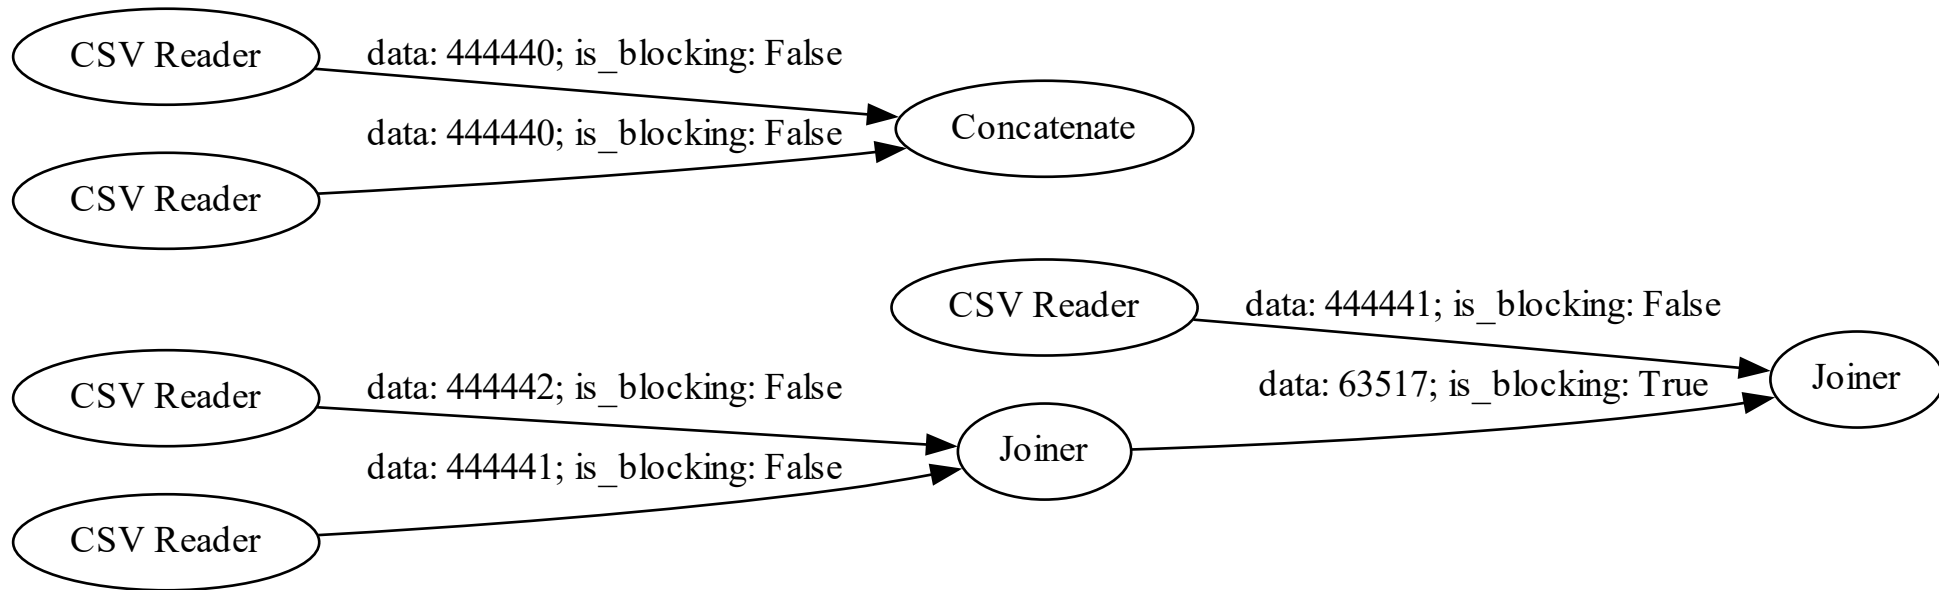 CSV Reader
data: 444440; is_blocking: False
Concatenate
data: 444440; is_blocking: False
CSV Reader
CSV Reader
data: 444441; is_blocking: False
Joiner
CSV Reader
data: 444442; is_blocking: False
data: 63517; is_blocking: True
Joiner
data: 444441; is_blocking: False
CSV Reader